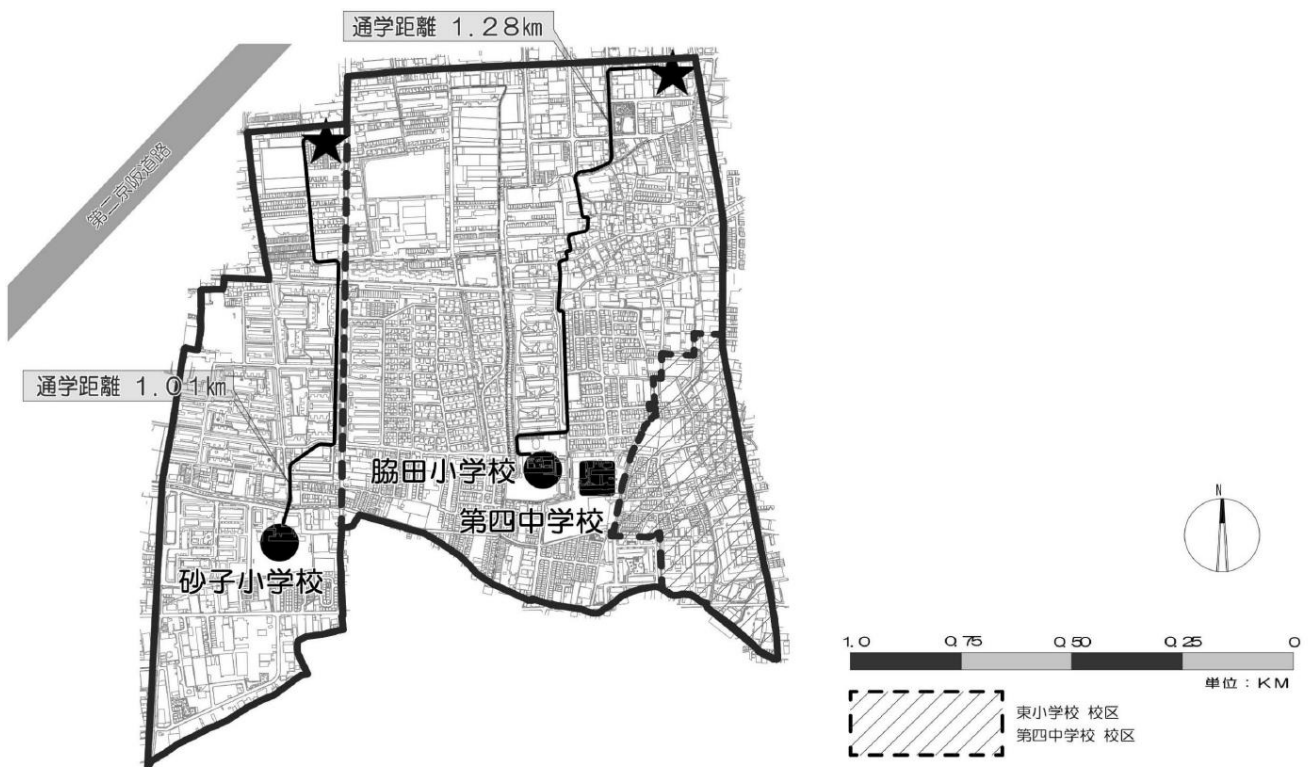 通学距離 1.28km
第二京阪道路
通学距離 1.01km
脇田小学校
第四中学校
砂子小学校
N
1.0 0.75 0.50 0.25 0
単位:KM
東小学校 校区
第四中学校 校区